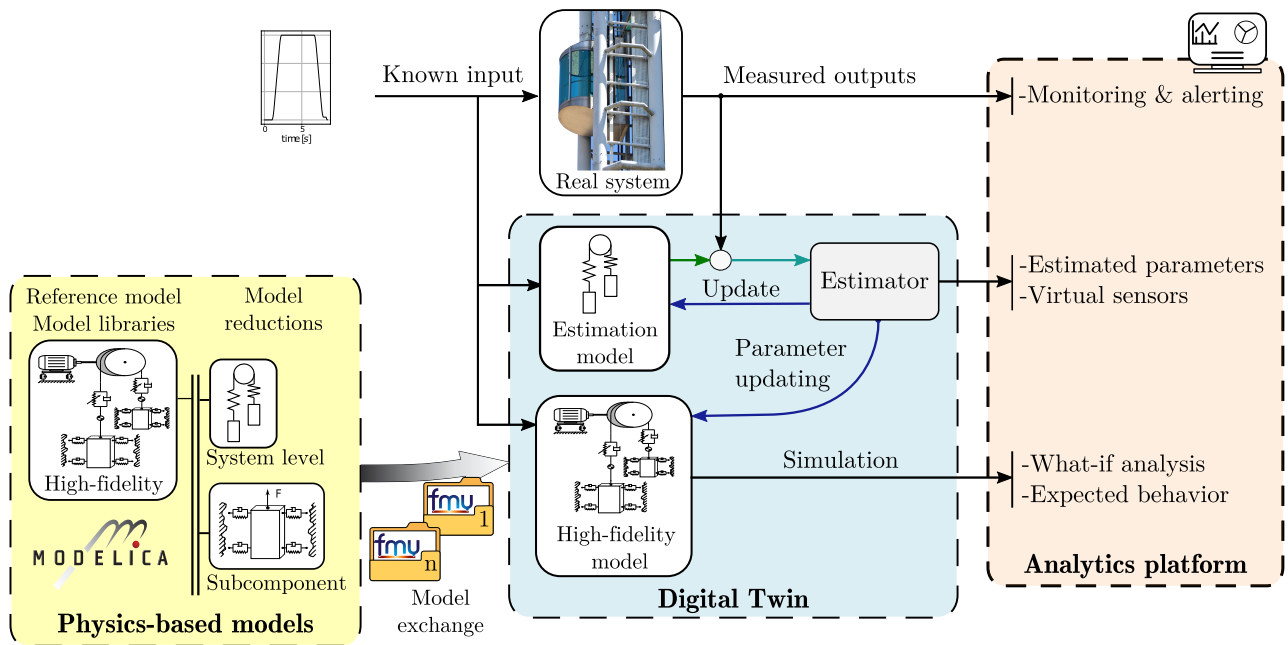 0 5
time [s]
Known input
Real system
Measured outputs
-Monitoring & alerting
Estimation
model
Update
Estimator
-Estimated parameters
-Virtual sensors
Parameter
updating
High-fidelity
model
Simulation
-What-if analysis
-Expected behavior
Analytics platform
Digital Twin
Reference model
Model libraries
High-fidelity
Model
reductions
System level
F
Subcomponent
MODELICA
Physics-based models
fmu
1
fmu
n
Model
exchange